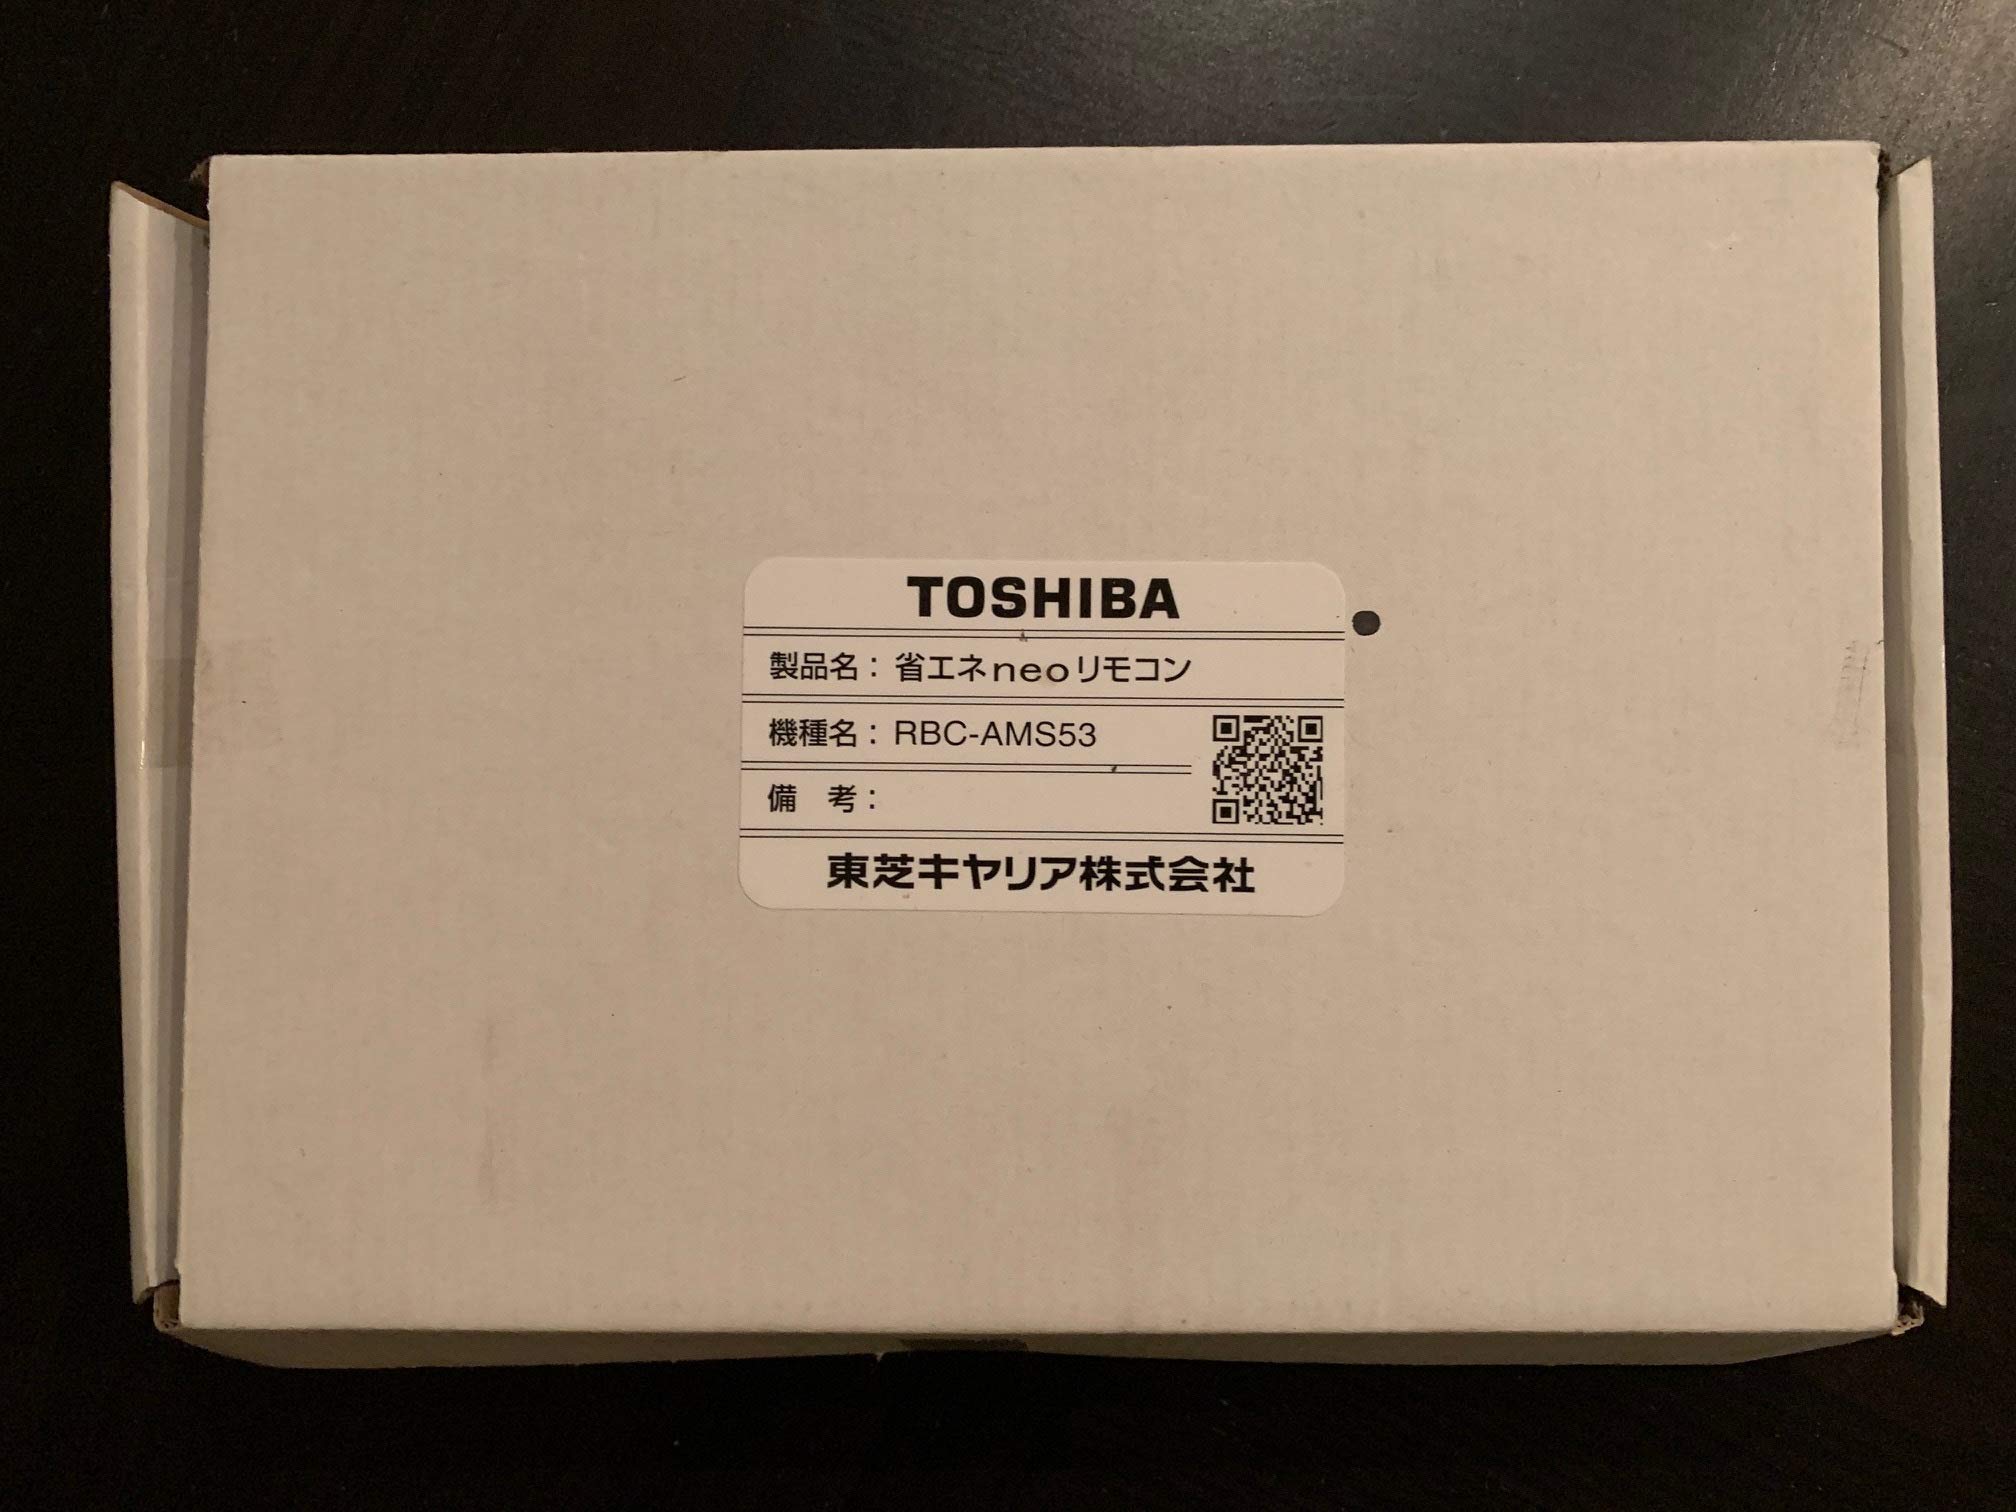 TOSHIBA
製品名：省エネneoリモコン
機種名：RBC-AMS53
備　考：
東芝キヤリア株式会社